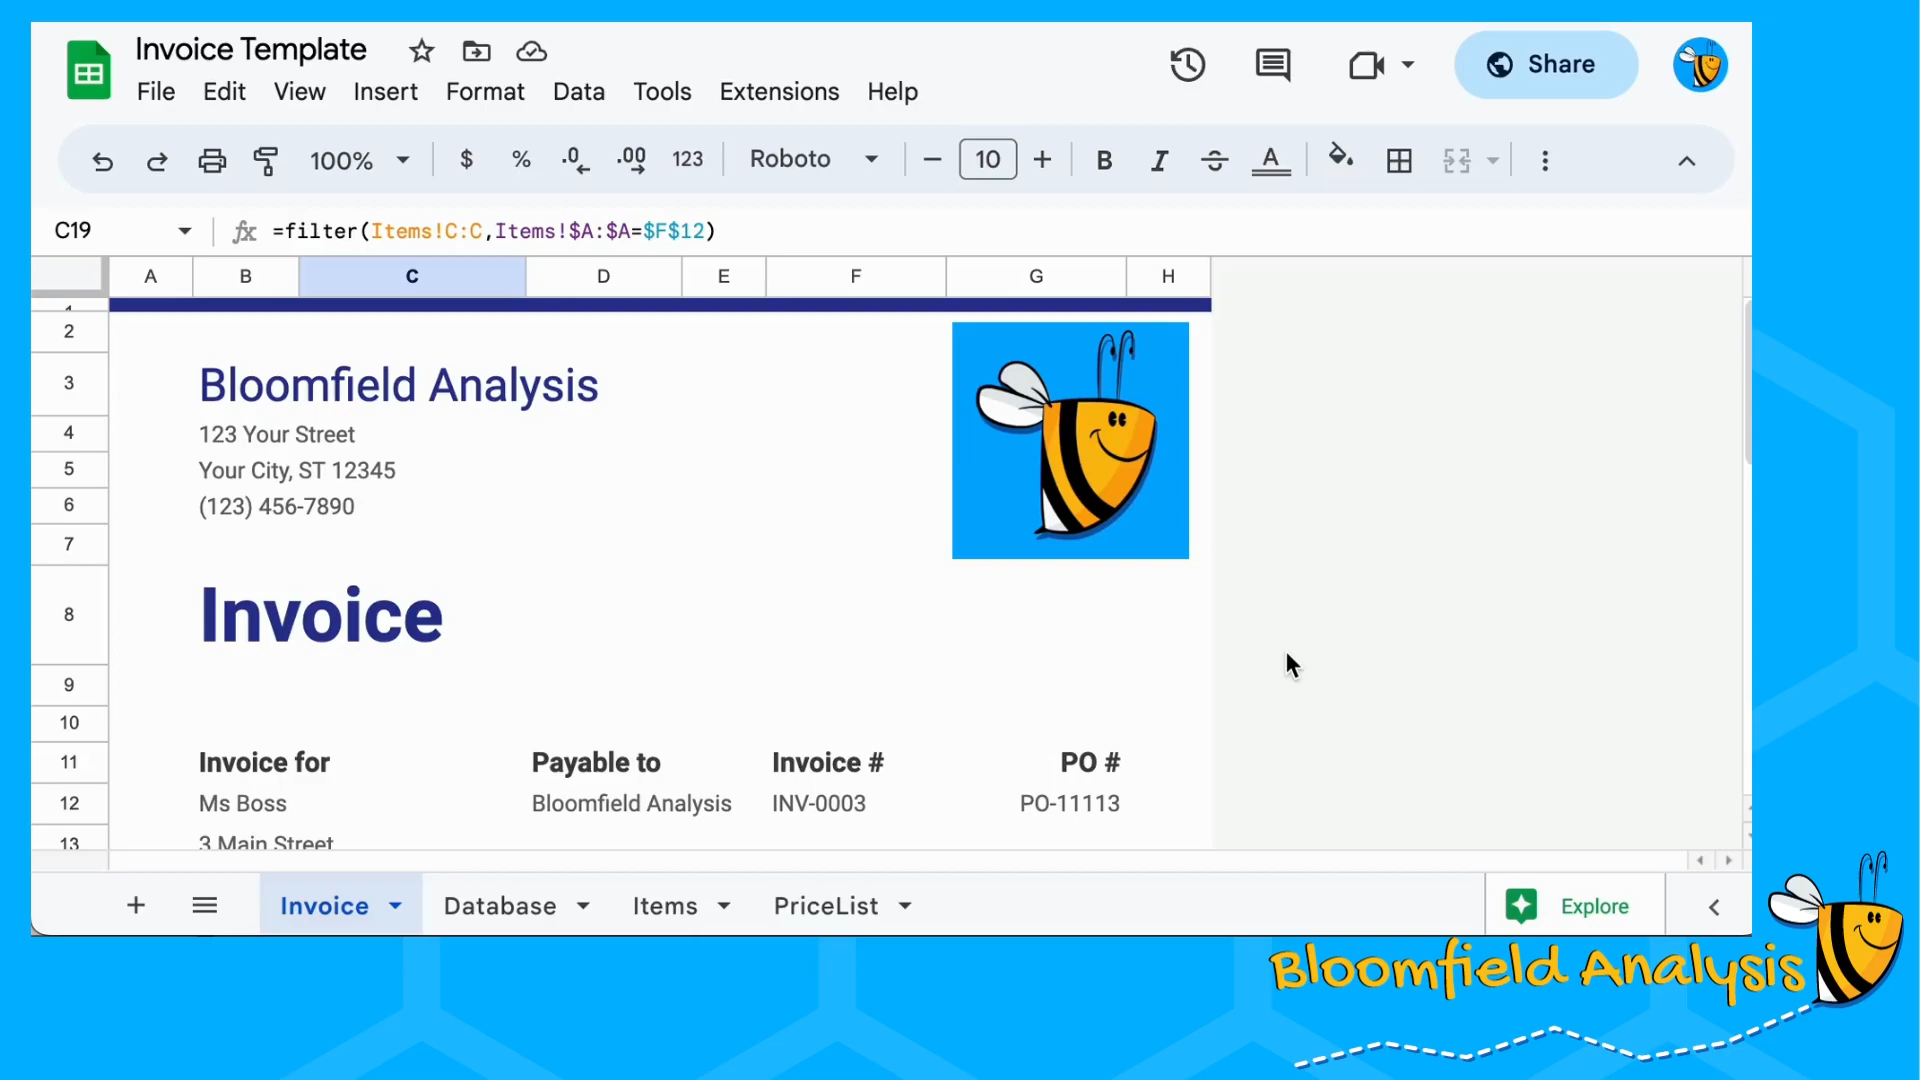 Invoice Template
File Edit View Insert Format Data Tools Extensions Help
Share
100% $ % .0 .00 123 Roboto 10 B I A
C19 fx =filter(Items!C:C,Items!$A:$A=$F$12)
A B C D E F G H
1
2
3 Bloomfield Analysis
4 123 Your Street
5 Your City, ST 12345
6 (123) 456-7890
7
8 Invoice
9
10
11 Invoice for Payable to Invoice # PO #
12 Ms Boss Bloomfield Analysis INV-0003 PO-11113
13 3 Main Street
Invoice Database Items PriceList Explore
Bloomfield Analysis